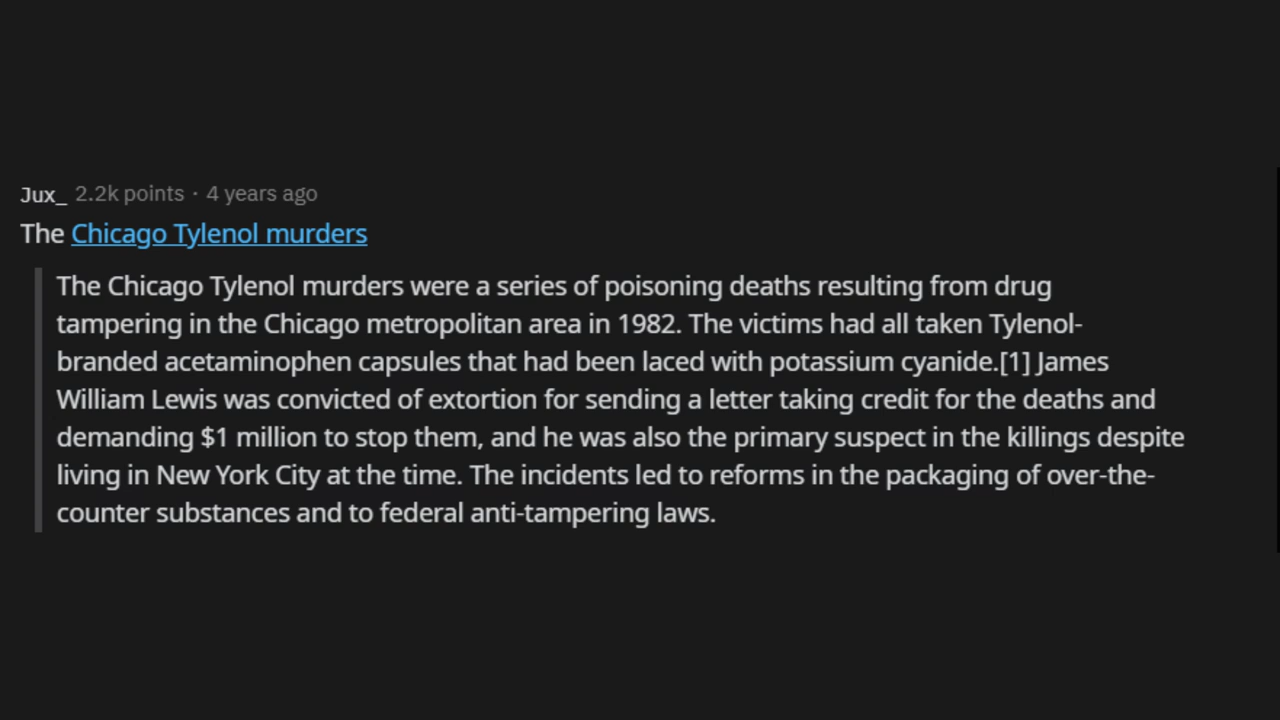 Jux_ 2.2k points · 4 years ago
The Chicago Tylenol murders
The Chicago Tylenol murders were a series of poisoning deaths resulting from drug
tampering in the Chicago metropolitan area in 1982. The victims had all taken Tylenol-
branded acetaminophen capsules that had been laced with potassium cyanide.[1] James
William Lewis was convicted of extortion for sending a letter taking credit for the deaths and
demanding $1 million to stop them, and he was also the primary suspect in the killings despite
living in New York City at the time. The incidents led to reforms in the packaging of over-the-
counter substances and to federal anti-tampering laws.